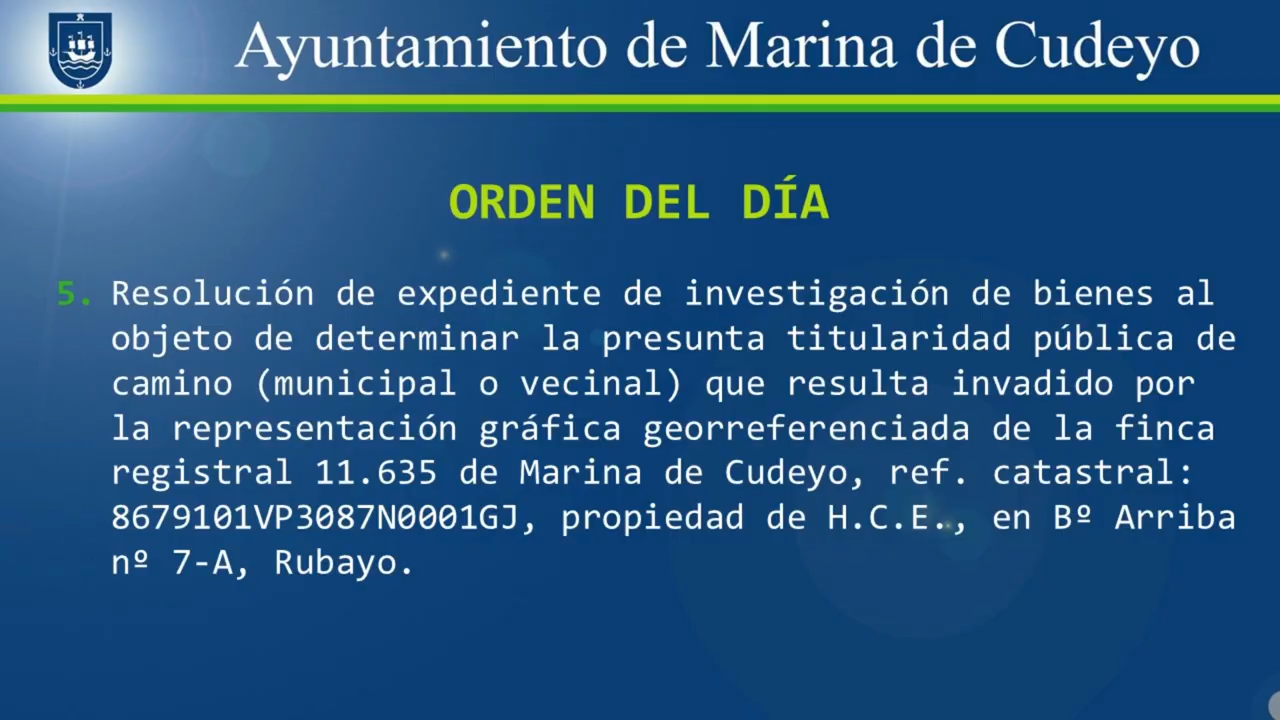 Ayuntamiento de Marina de Cudeyo
ORDEN DEL DÍA
5. Resolución de expediente de investigación de bienes al
objeto de determinar la presunta titularidad pública de
camino (municipal o vecinal) que resulta invadido por
la representación gráfica georreferenciada de la finca
registral 11.635 de Marina de Cudeyo, ref. catastral:
8679101VP3087N0001GJ, propiedad de H.C.E., en Bº Arriba
nº 7-A, Rubayo.